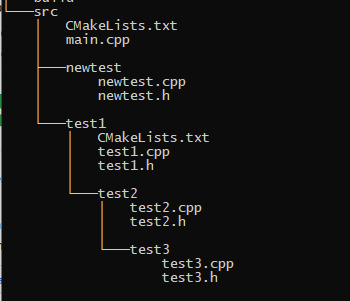 src
CMakeLists.txt
main.cpp
newtest
newtest.cpp
newtest.h
test1
CMakeLists.txt
test1.cpp
test1.h
test2
test2.cpp
test2.h
test3
test3.cpp
test3.h